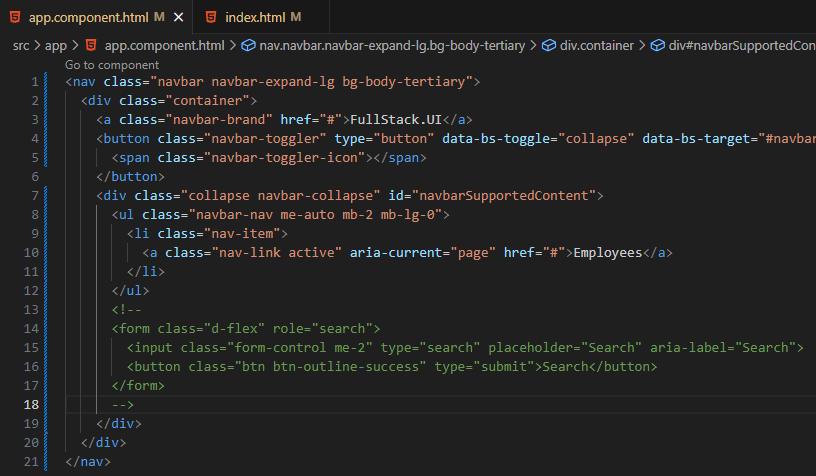 app.component.html M × index.html M
src > app > app.component.html > nav.navbar.navbar-expand-lg.bg-body-tertiary > div.container > div#navbarSupportedCon
Go to component
1 <nav class="navbar navbar-expand-lg bg-body-tertiary">
2 <div class="container">
3 <a class="navbar-brand" href="#">FullStack.UI</a>
4 <button class="navbar-toggler" type="button" data-bs-toggle="collapse" data-bs-target="#navbar
5 <span class="navbar-toggler-icon"></span>
6 </button>
7 <div class="collapse navbar-collapse" id="navbarSupportedContent">
8 <ul class="navbar-nav me-auto mb-2 mb-lg-0">
9 <li class="nav-item">
10 <a class="nav-link active" aria-current="page" href="#">Employees</a>
11 </li>
12 </ul>
13 <!--
14 <form class="d-flex" role="search">
15 <input class="form-control me-2" type="search" placeholder="Search" aria-label="Search">
16 <button class="btn btn-outline-success" type="submit">Search</button>
17 </form>
18 -->
19 </div>
20 </div>
21 </nav>